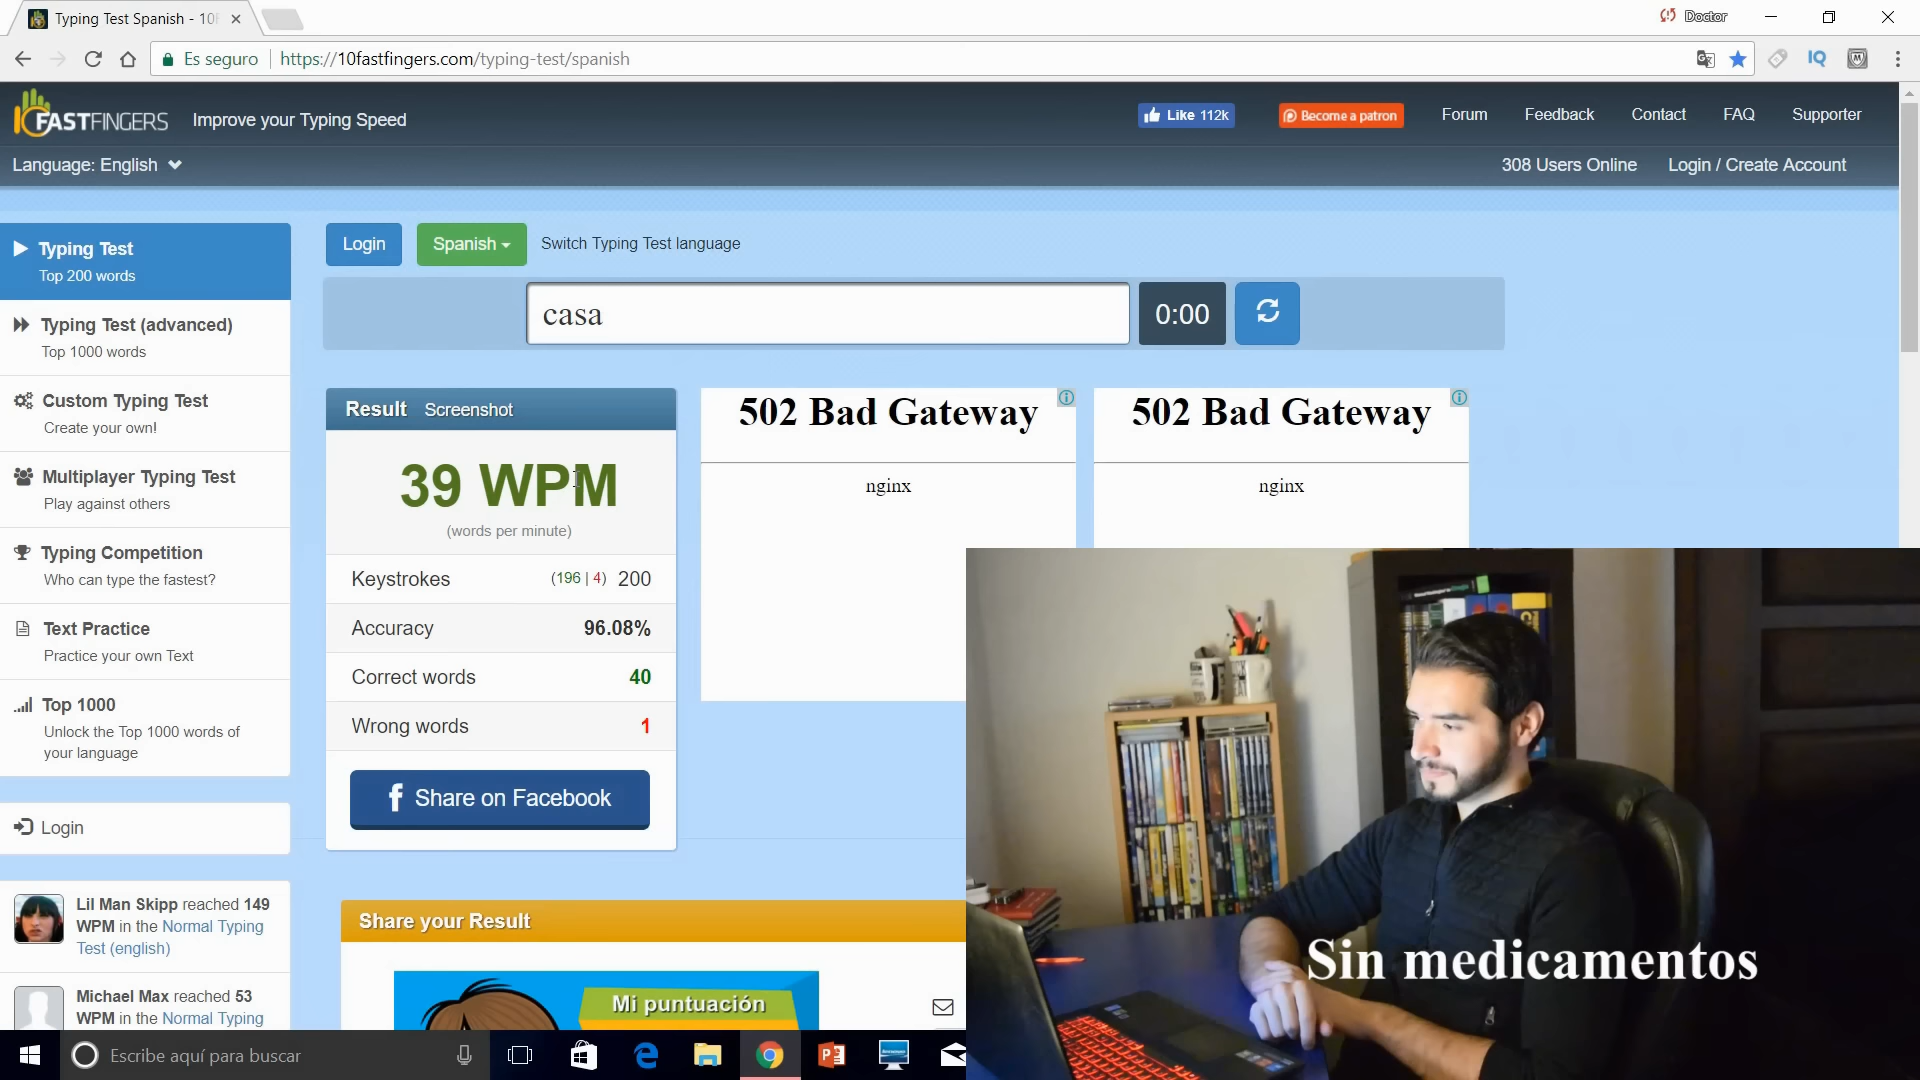 Typing Test Spanish - 10
Doctor
Es seguro
https://10fastfingers.com/typing-test/spanish
IQ
FASTFINGERS
Improve your Typing Speed
Like 112k
Become a patron
Forum
Feedback
Contact
FAQ
Supporter
Language: English
308 Users Online
Login / Create Account
Typing Test
Top 200 words
Typing Test (advanced)
Top 1000 words
Custom Typing Test
Create your own!
Multiplayer Typing Test
Play against others
Typing Competition
Who can type the fastest?
Text Practice
Practice your own Text
Top 1000
Unlock the Top 1000 words of
your language
Login
Lil Man Skipp reached 149
WPM in the Normal Typing
Test (english)
Michael Max reached 53
WPM in the Normal Typing
Login
Spanish
Switch Typing Test language
casa
0:00
Result
Screenshot
39 WPM
(words per minute)
Keystrokes
(196 | 4) 200
Accuracy
96.08%
Correct words
40
Wrong words
1
Share on Facebook
502 Bad Gateway
nginx
502 Bad Gateway
nginx
Share your Result
Mi puntuación
Sin medicamentos
Escribe aquí para buscar